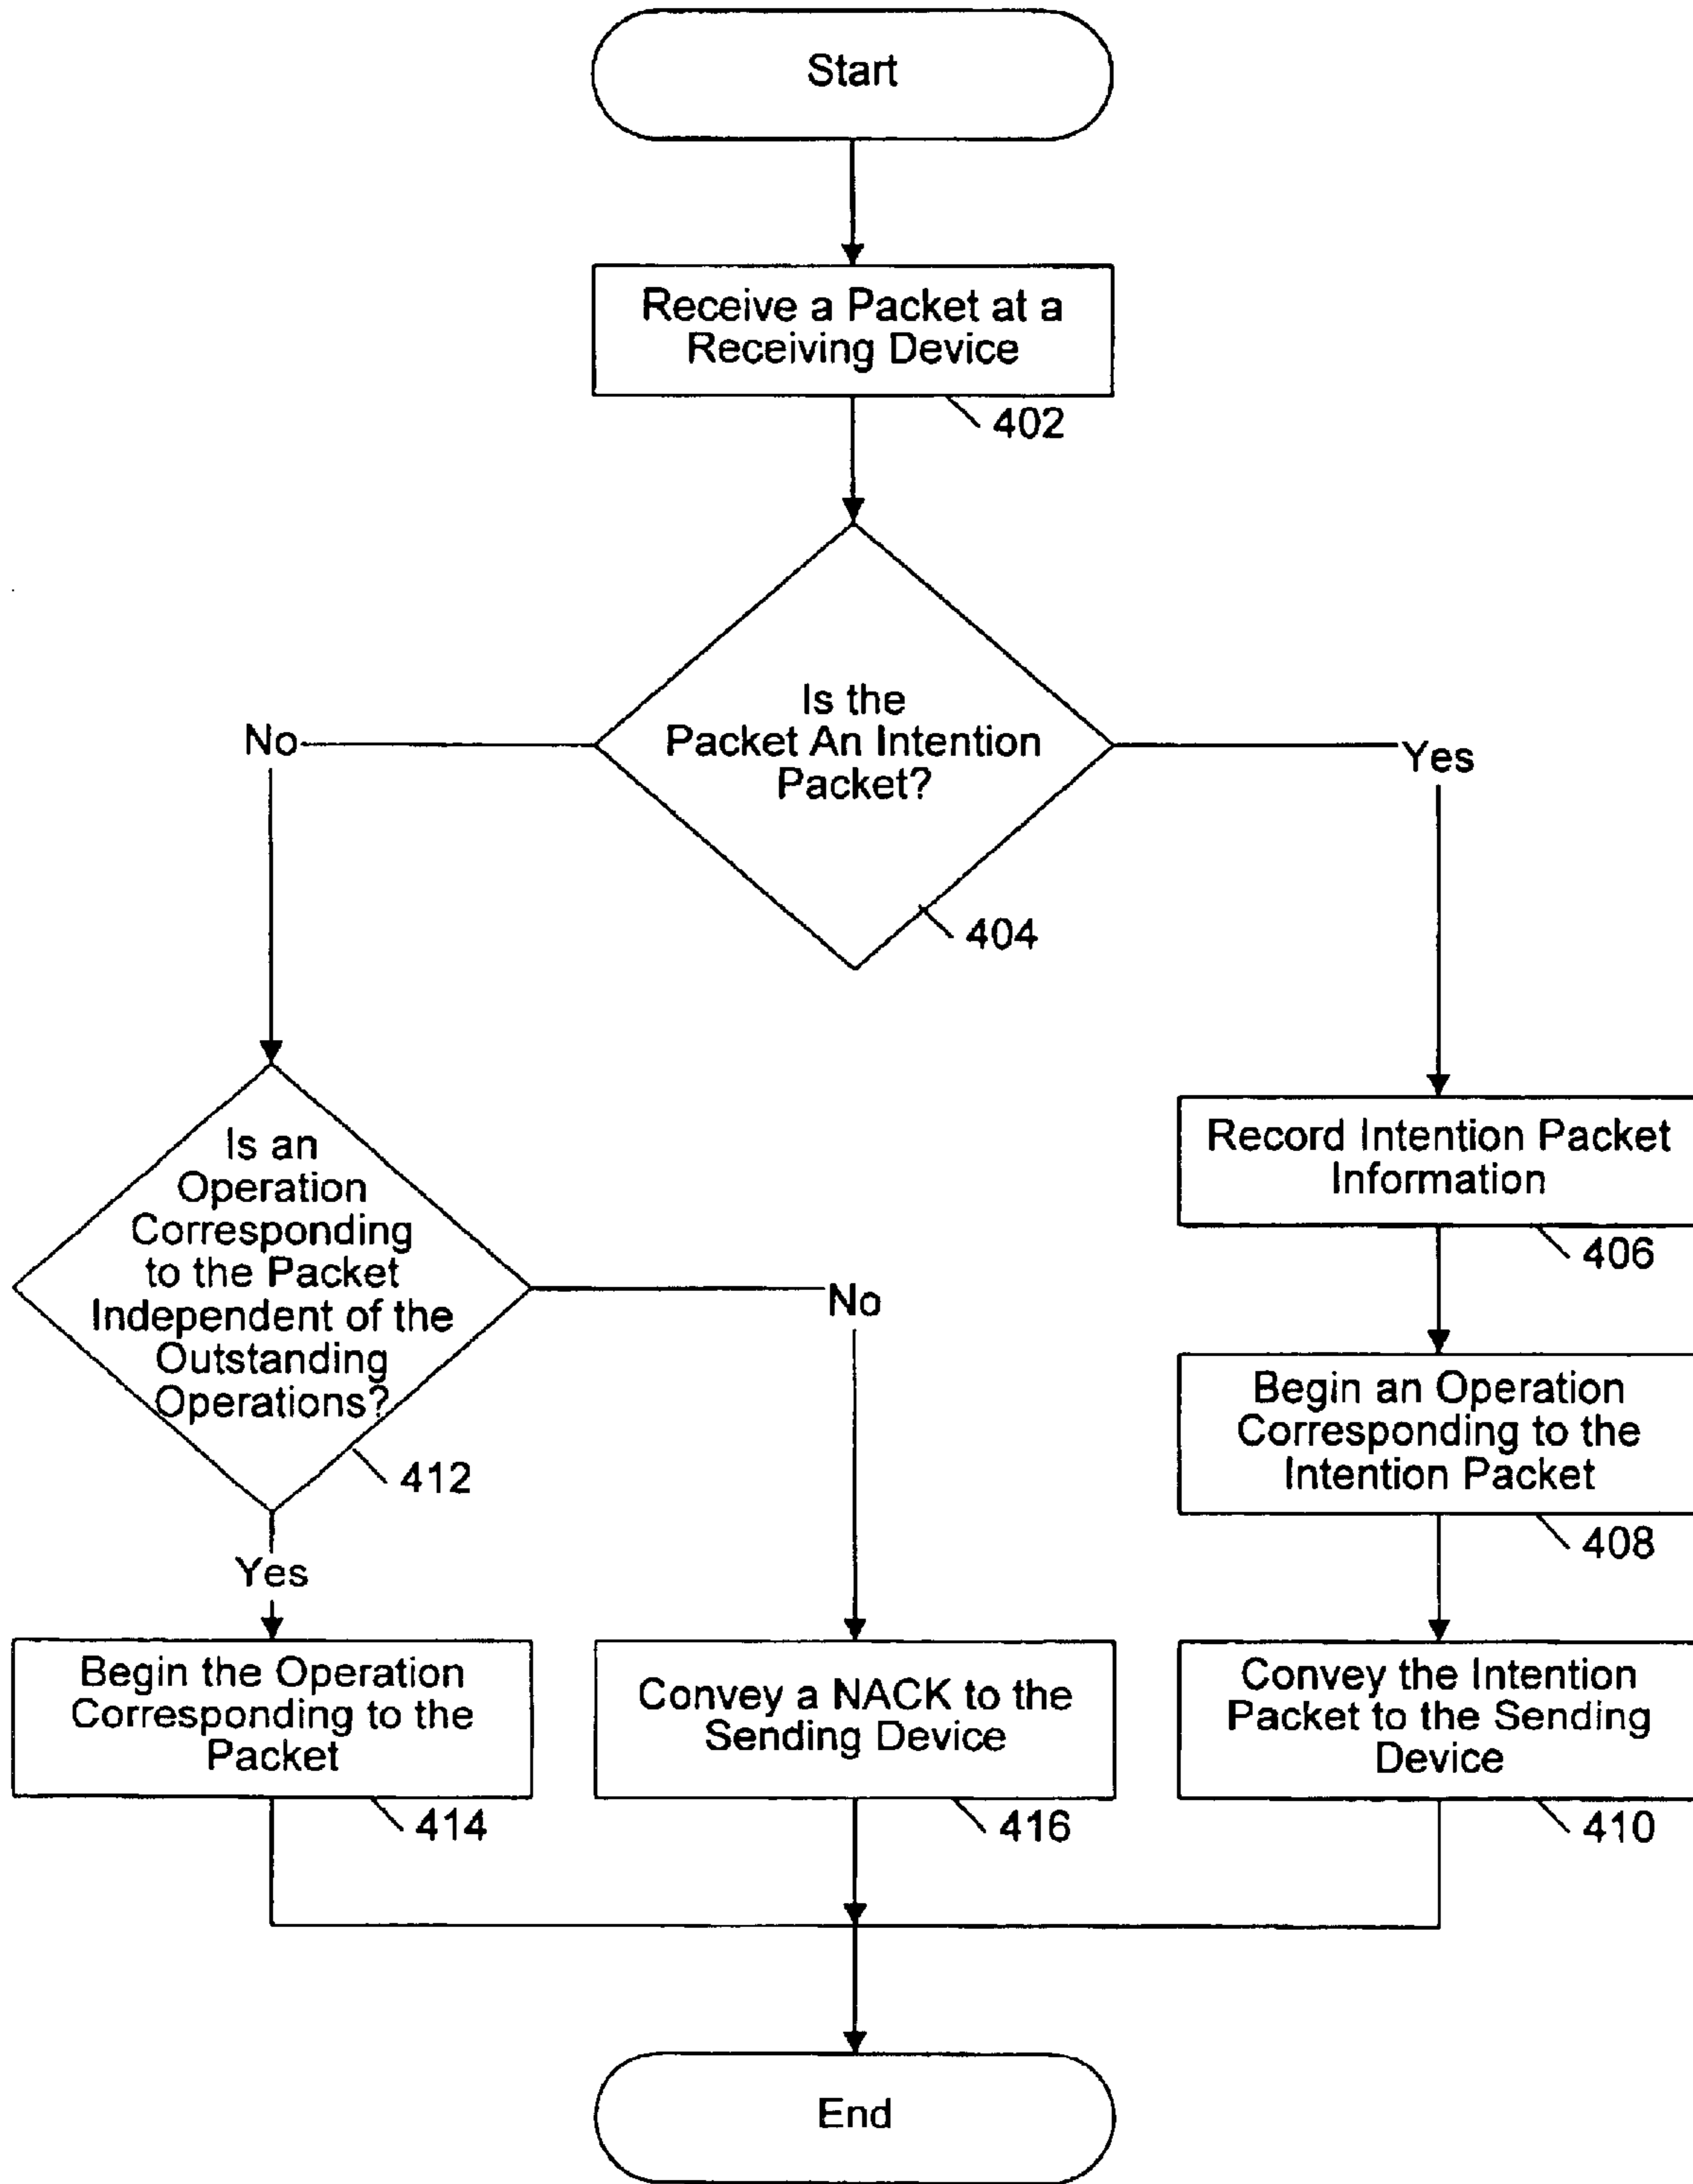 Start
Receive a Packet at a
Receiving Device
402
Is the
Packet An Intention
Packet?
404
No
Yes
Is an
Operation
Corresponding
to the Packet
Independent of the
Outstanding
Operations?
412
No
Yes
Record Intention Packet
Information
406
Begin an Operation
Corresponding to the
Intention Packet
408
Begin the Operation
Corresponding to the
Packet
414
Convey a NACK to the
Sending Device
416
Convey the Intention
Packet to the Sending
Device
410
End